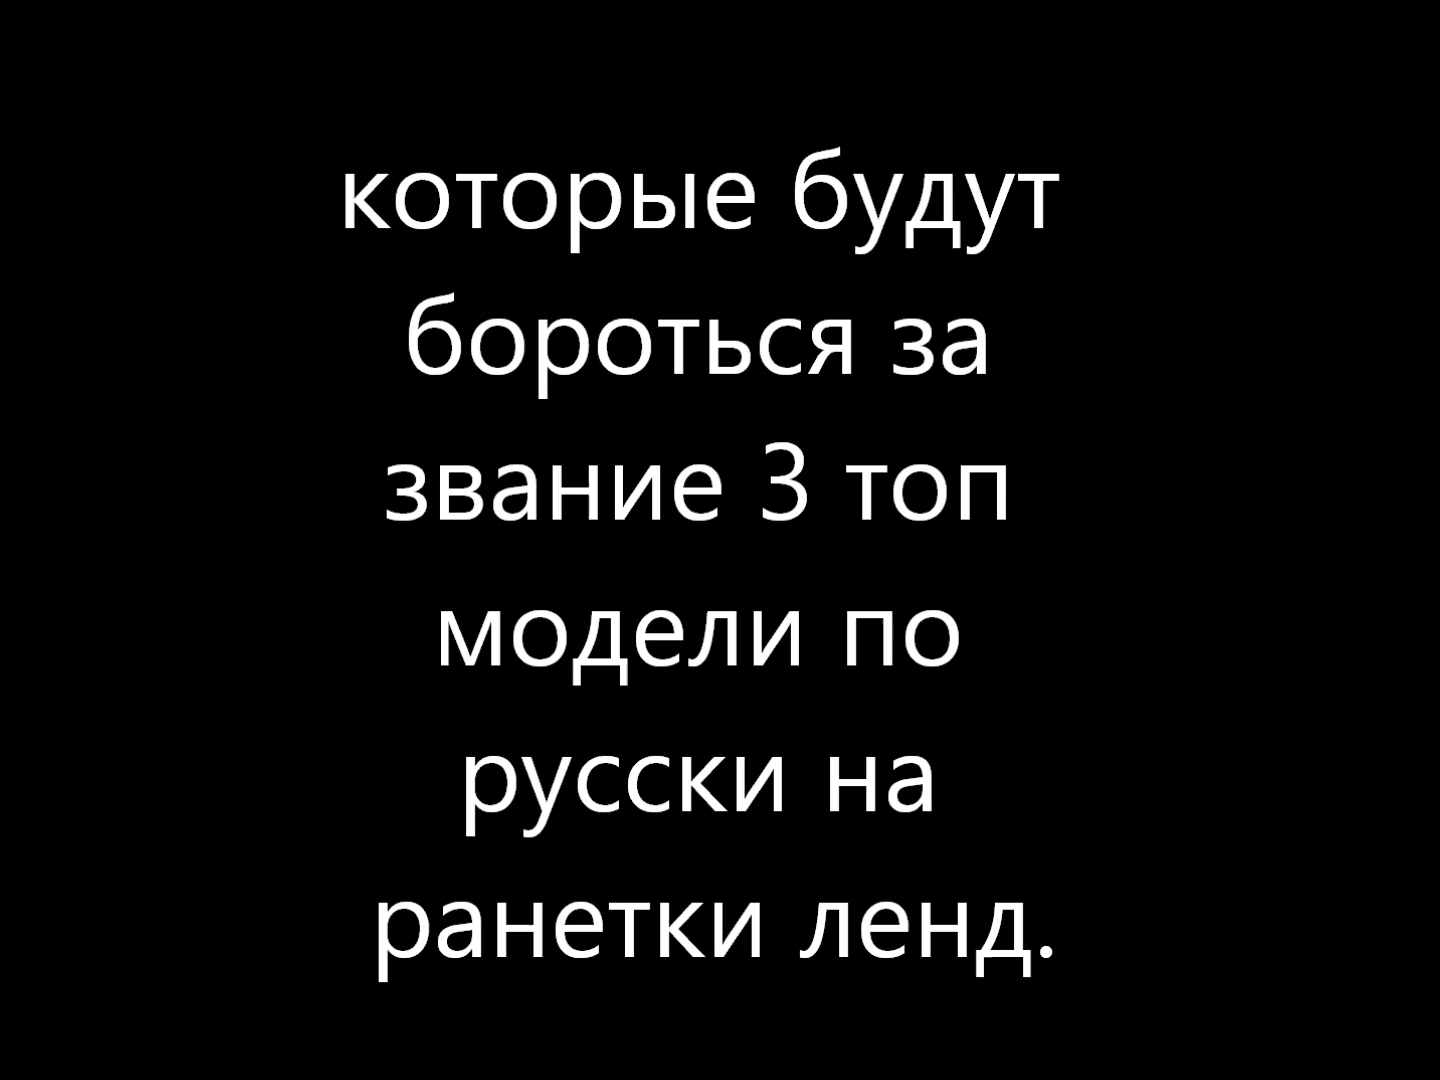 которые будут
бороться за
звание 3 топ
модели по
русски на
ранетки ленд.